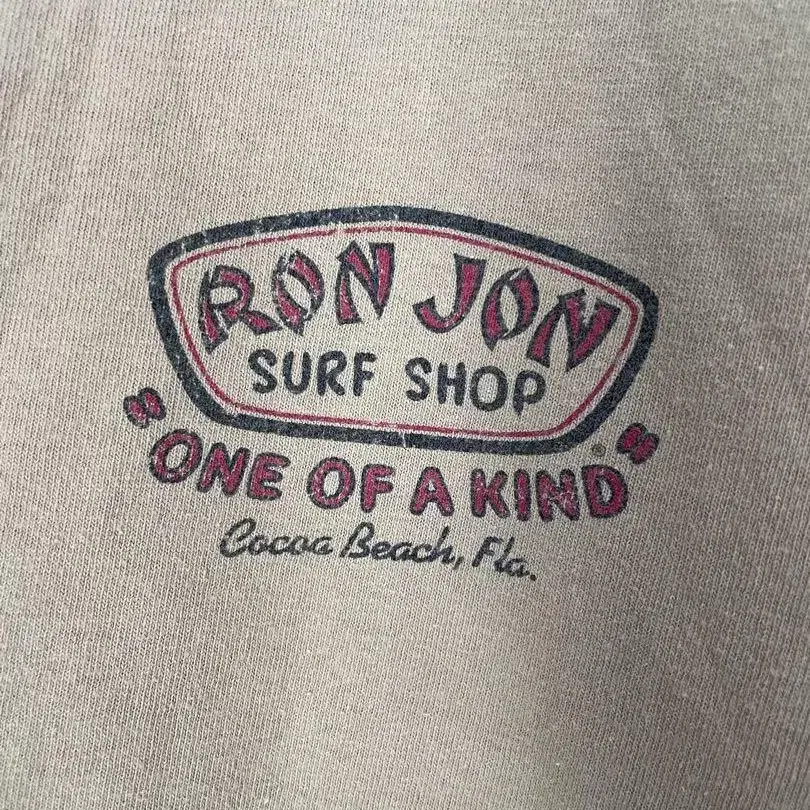 RON JON
SURF SHOP
"ONE OF A KIND"
Cocoa Beach, Fla.